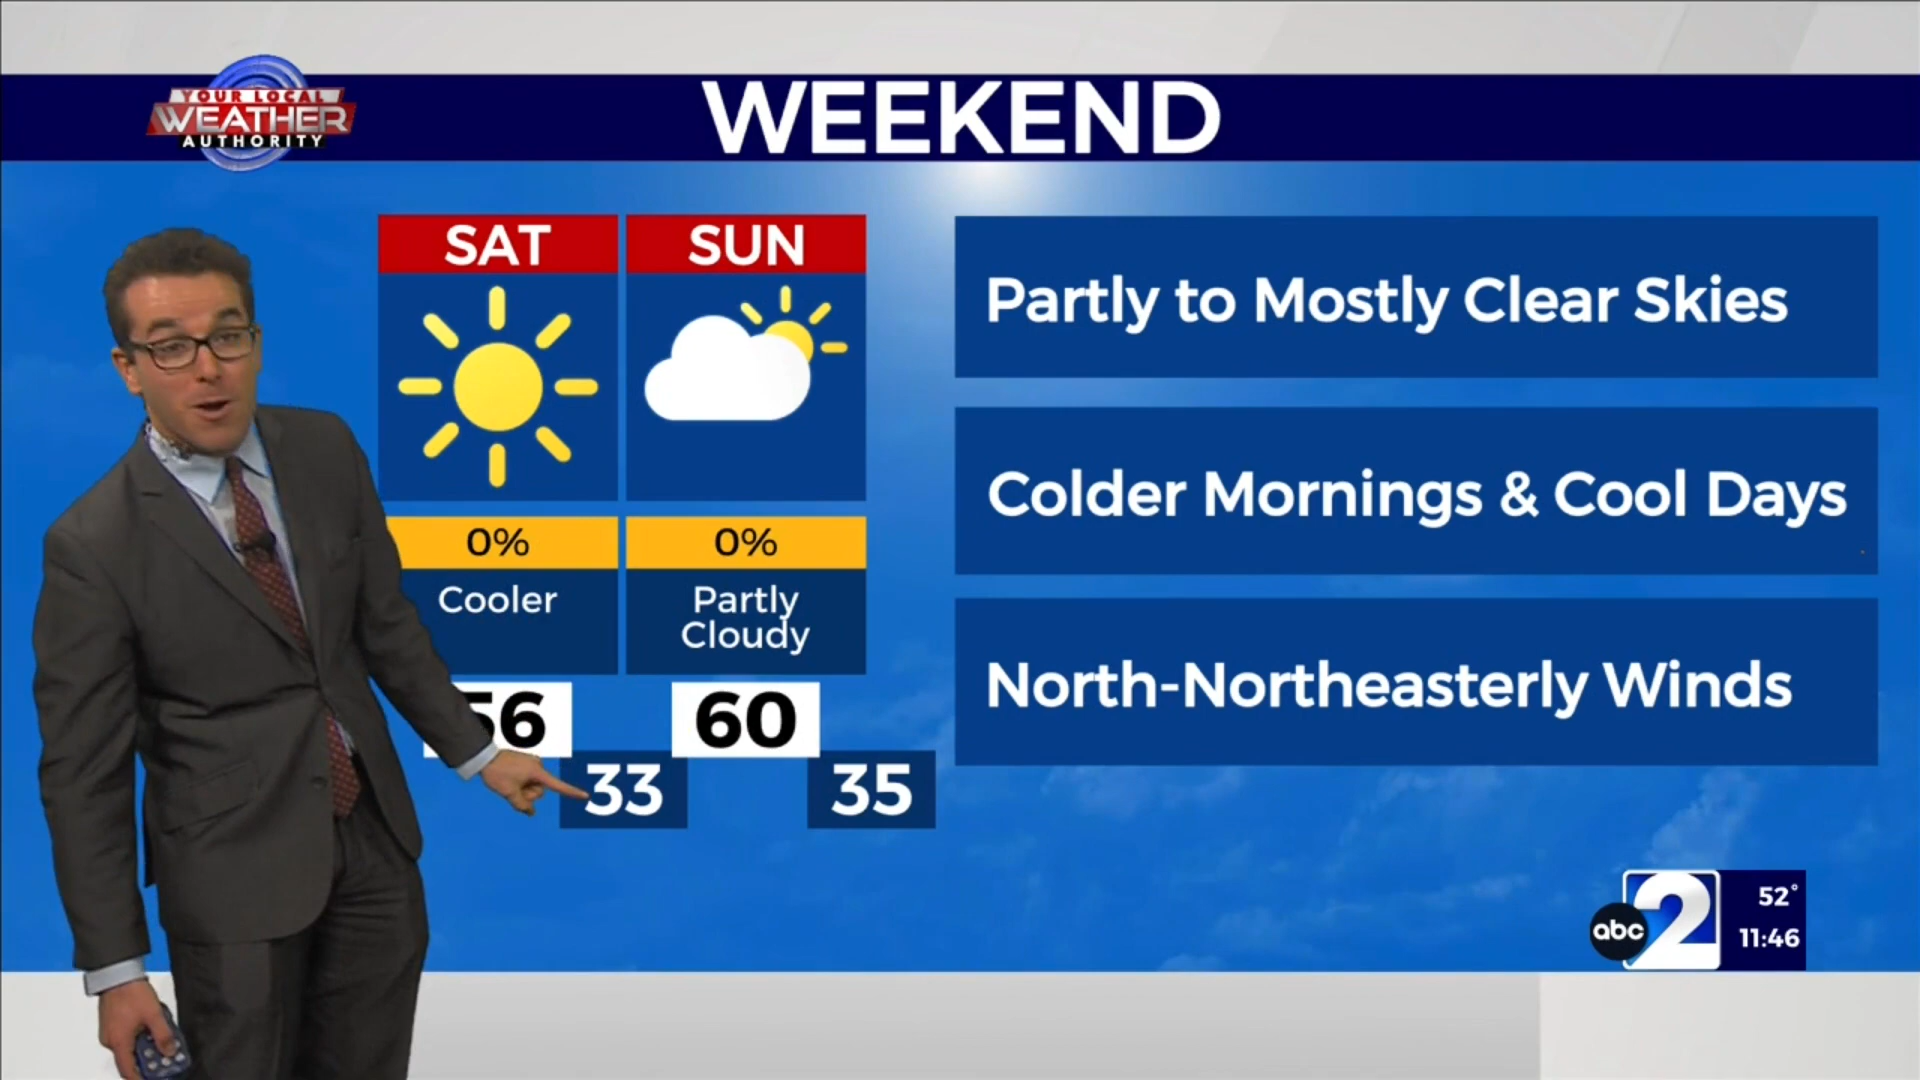 YOUR LOCAL
WEATHER
AUTHORITY
WEEKEND
SAT
SUN
0%
0%
Cooler
Partly
Cloudy
56
60
33
35
Partly to Mostly Clear Skies
Colder Mornings & Cool Days
North-Northeasterly Winds
abc
2
52°
11:46